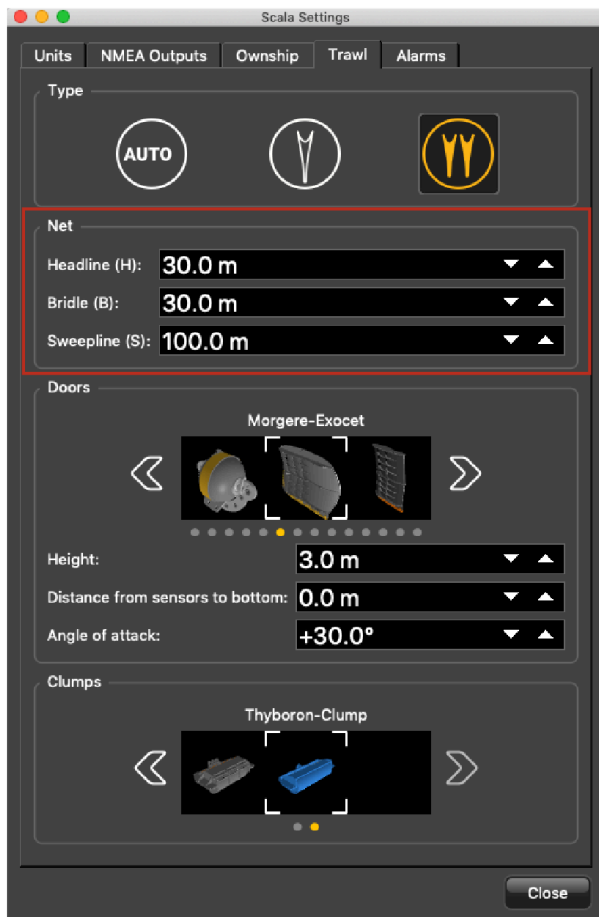 Scala Settings
Units NMEA Outputs Ownship Trawl Alarms
Type
AUTO
Net
Headline (H): 30.0 m
Bridle (B): 30.0 m
Sweepline (S): 100.0 m
Doors
Morgere-Exocet
Height: 3.0 m
Distance from sensors to bottom: 0.0 m
Angle of attack: +30.0°
Clumps
Thyboron-Clump
Close